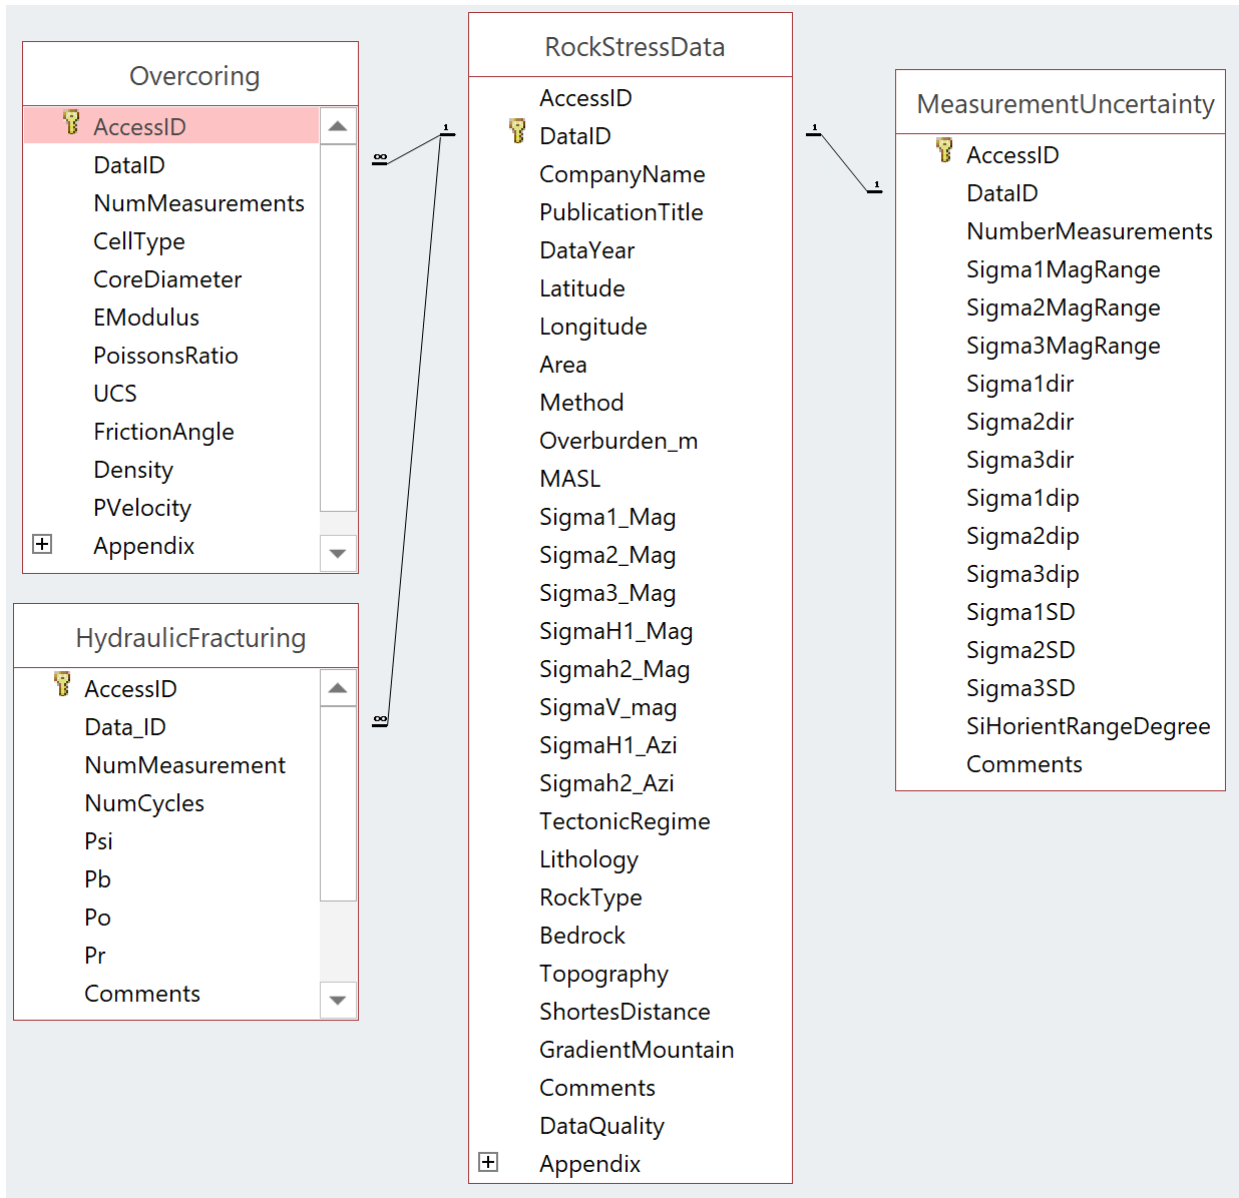 Overcoring
AccessID
DataID
NumMeasurements
CellType
CoreDiameter
EModulus
PoissonsRatio
UCS
FrictionAngle
Density
PVelocity
Appendix
HydraulicFracturing
AccessID
Data_ID
NumMeasurement
NumCycles
Psi
Pb
Po
Pr
Comments
∞
1
∞
RockStressData
AccessID
DataID
CompanyName
PublicationTitle
DataYear
Latitude
Longitude
Area
Method
Overburden_m
MASL
Sigma1_Mag
Sigma2_Mag
Sigma3_Mag
SigmaH1_Mag
Sigmah2_Mag
SigmaV_mag
SigmaH1_Azi
Sigmah2_Azi
TectonicRegime
Lithology
RockType
Bedrock
Topography
ShortesDistance
GradientMountain
Comments
DataQuality
Appendix
1
1
MeasurementUncertainty
AccessID
DataID
NumberMeasurements
Sigma1MagRange
Sigma2MagRange
Sigma3MagRange
Sigma1dir
Sigma2dir
Sigma3dir
Sigma1dip
Sigma2dip
Sigma3dip
Sigma1SD
Sigma2SD
Sigma3SD
SiHorientRangeDegree
Comments